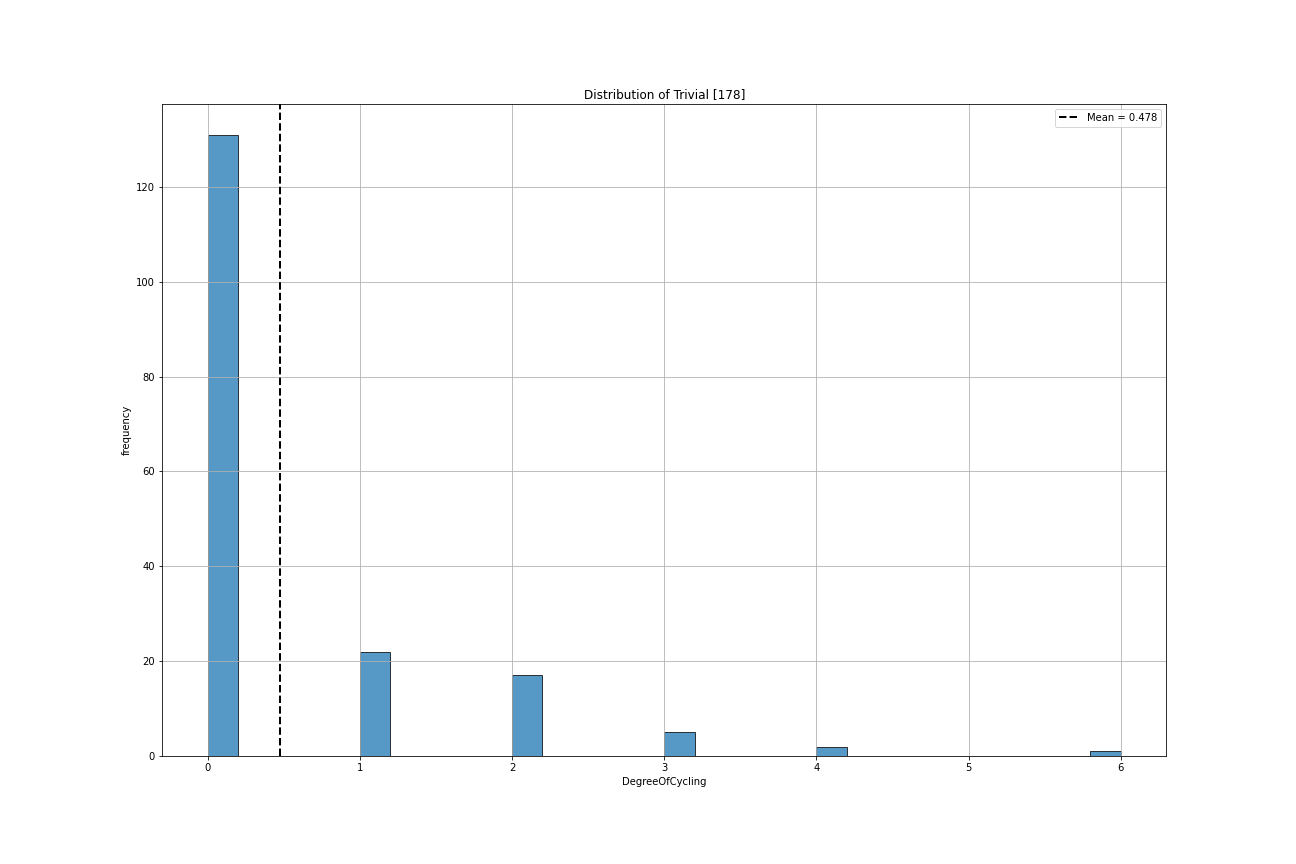 Distribution of Trivial [178]
Mean = 0.478
120
100
80
60
40
20
0
frequency
0 1 2 3 4 5 6
DegreeOfCycling